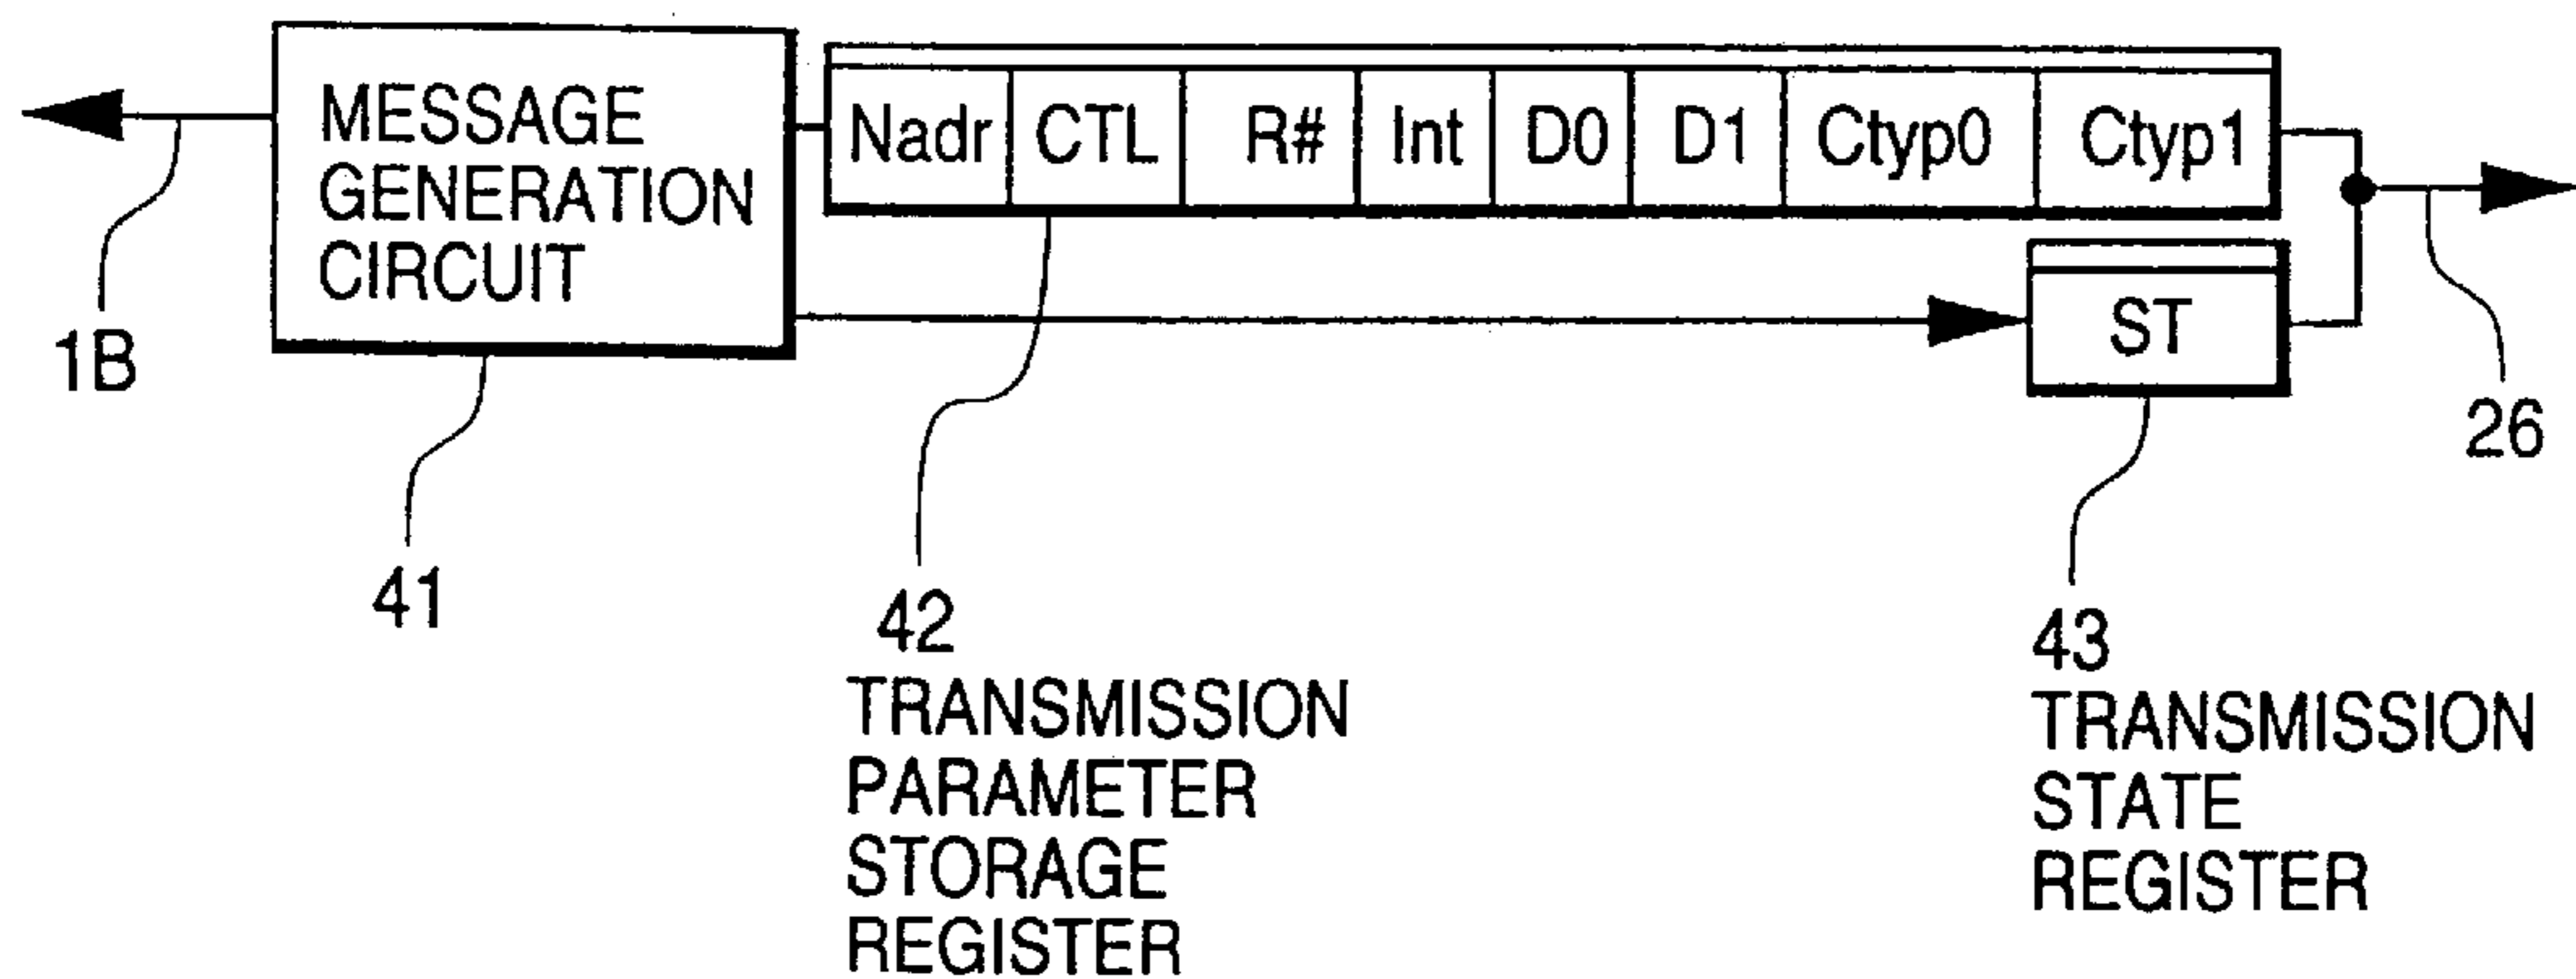 MESSAGE
GENERATION
CIRCUIT
Nadr CTL R# Int D0 D1 Ctyp0 Ctyp1
ST
1B
26
41
42
TRANSMISSION
PARAMETER
STORAGE
REGISTER
43
TRANSMISSION
STATE
REGISTER